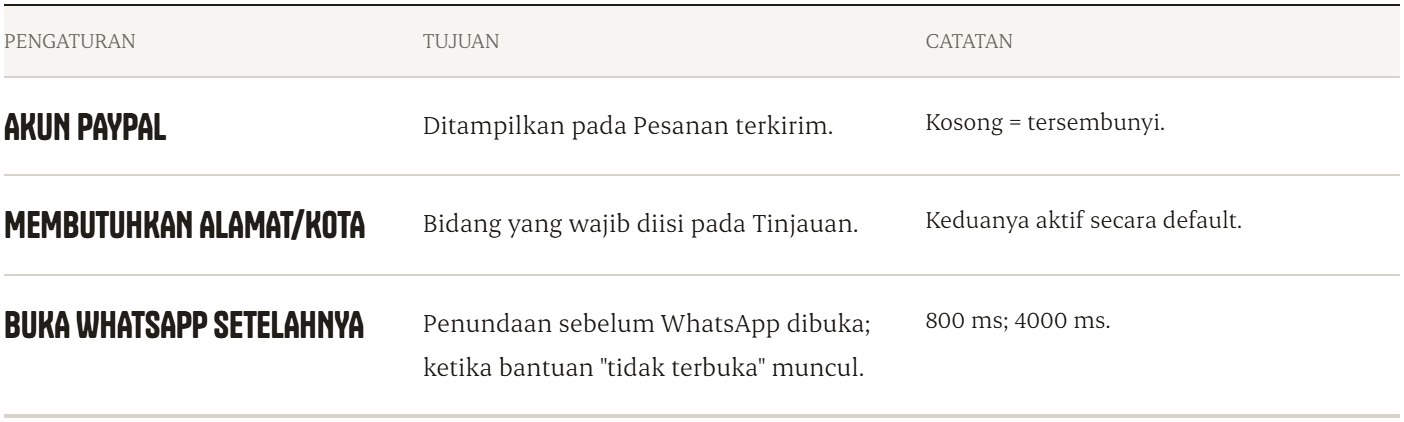 PENGATURAN TUJUAN CATATAN
AKUN PAYPAL Ditampilkan pada Pesanan terkirim. Kosong = tersembunyi.
MEMBUTUHKAN ALAMAT/KOTA Bidang yang wajib diisi pada Tinjauan. Keduanya aktif secara default.
BUKA WHATSAPP SETELAHNYA Penundaan sebelum WhatsApp dibuka; 800 ms; 4000 ms.
ketika bantuan "tidak terbuka" muncul.